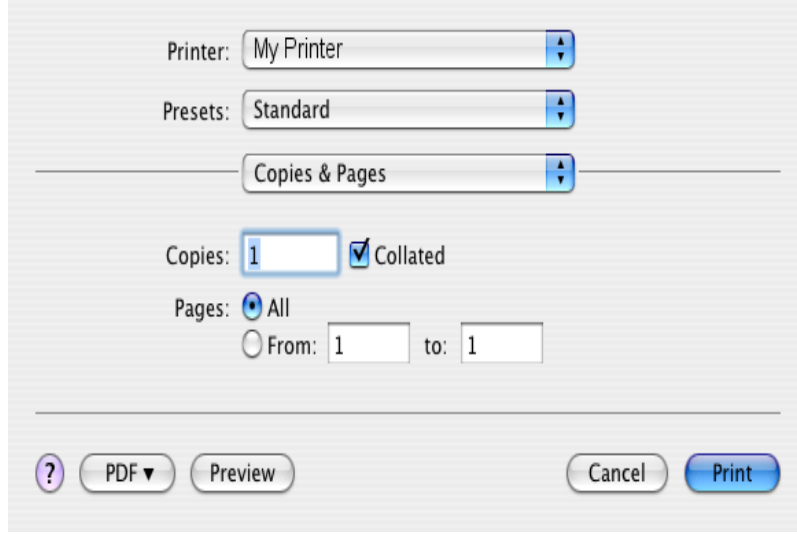 Printer: My Printer
Presets: Standard
Copies & Pages
Copies: 1 Collated
Pages: All
From: 1 to: 1
? PDF ▼ Preview Cancel Print